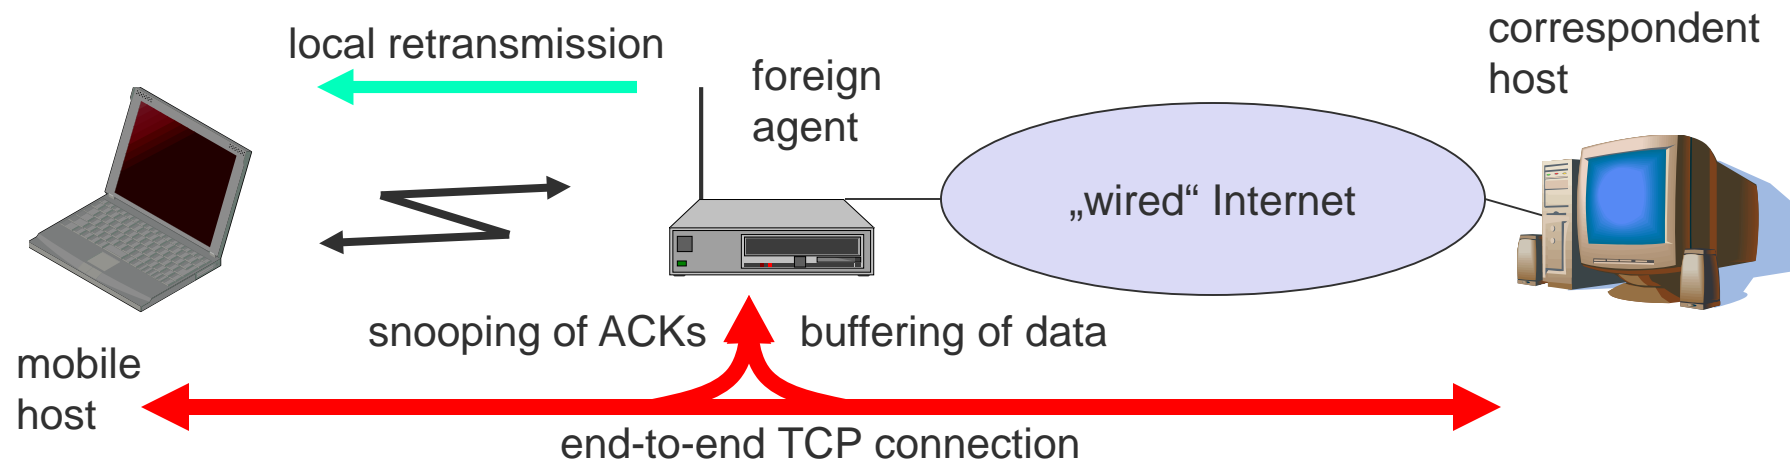 local retransmission
correspondent
host
foreign
agent
„wired“ Internet
snooping of ACKs
buffering of data
mobile
host
end-to-end TCP connection